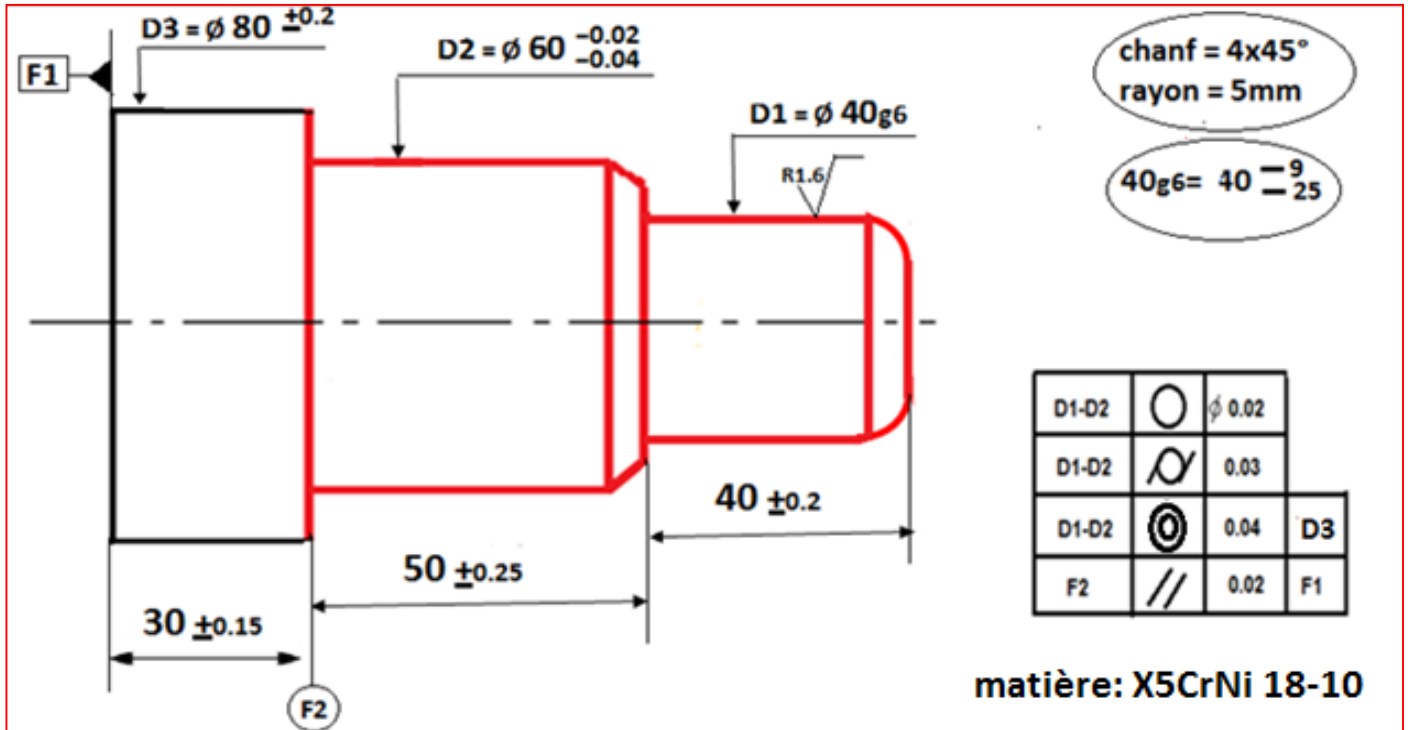 D3 = ø 80 ±0.2
D2 = ø 60 −0.02
−0.04
F1
D1 = ø 40g6
R1.6
chanf = 4x45°
rayon = 5mm
40g6= 40 − 9
− 25
D1-D2 ○ ø 0.02
D1-D2 ⌭ 0.03
D1-D2 ◎ 0.04 D3
F2 // 0.02 F1
40 ±0.2
50 ±0.25
30 ±0.15
F2
matière: X5CrNi 18-10